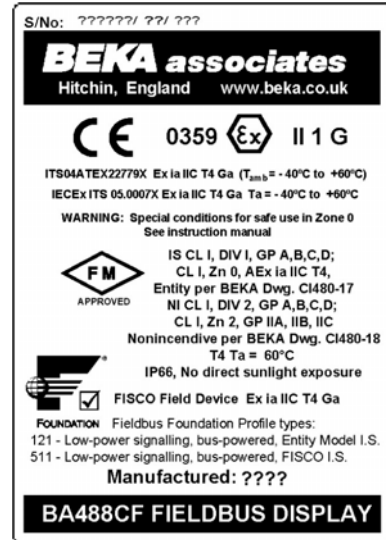 S/No: ??????/ ??/ ???
BEKA associates
Hitchin, England www.beka.co.uk
CE 0359 Ex II 1 G
ITS04ATEX22779X Ex ia IIC T4 Ga (Tamb = - 40°C to +60°C)
IECEx ITS 05.0007X Ex ia IIC T4 Ga Ta = - 40°C to +60°C
WARNING: Special conditions for safe use in Zone 0
See instruction manual
FM
APPROVED
IS CL I, DIV I, GP A,B,C,D;
CL I, Zn 0, AEx ia IIC T4,
Entity per BEKA Dwg. CI480-17
NI CL I, DIV 2, GP A,B,C,D;
CL I, Zn 2, GP IIA, IIB, IIC
Nonincendive per BEKA Dwg. CI480-18
T4 Ta = 60°C
IP66, No direct sunlight exposure
FISCO Field Device Ex ia IIC T4 Ga
FOUNDATION Fieldbus Foundation Profile types:
121 - Low-power signalling, bus-powered, Entity Model I.S.
511 - Low-power signalling, bus-powered, FISCO I.S.
Manufactured: ????
BA488CF FIELDBUS DISPLAY